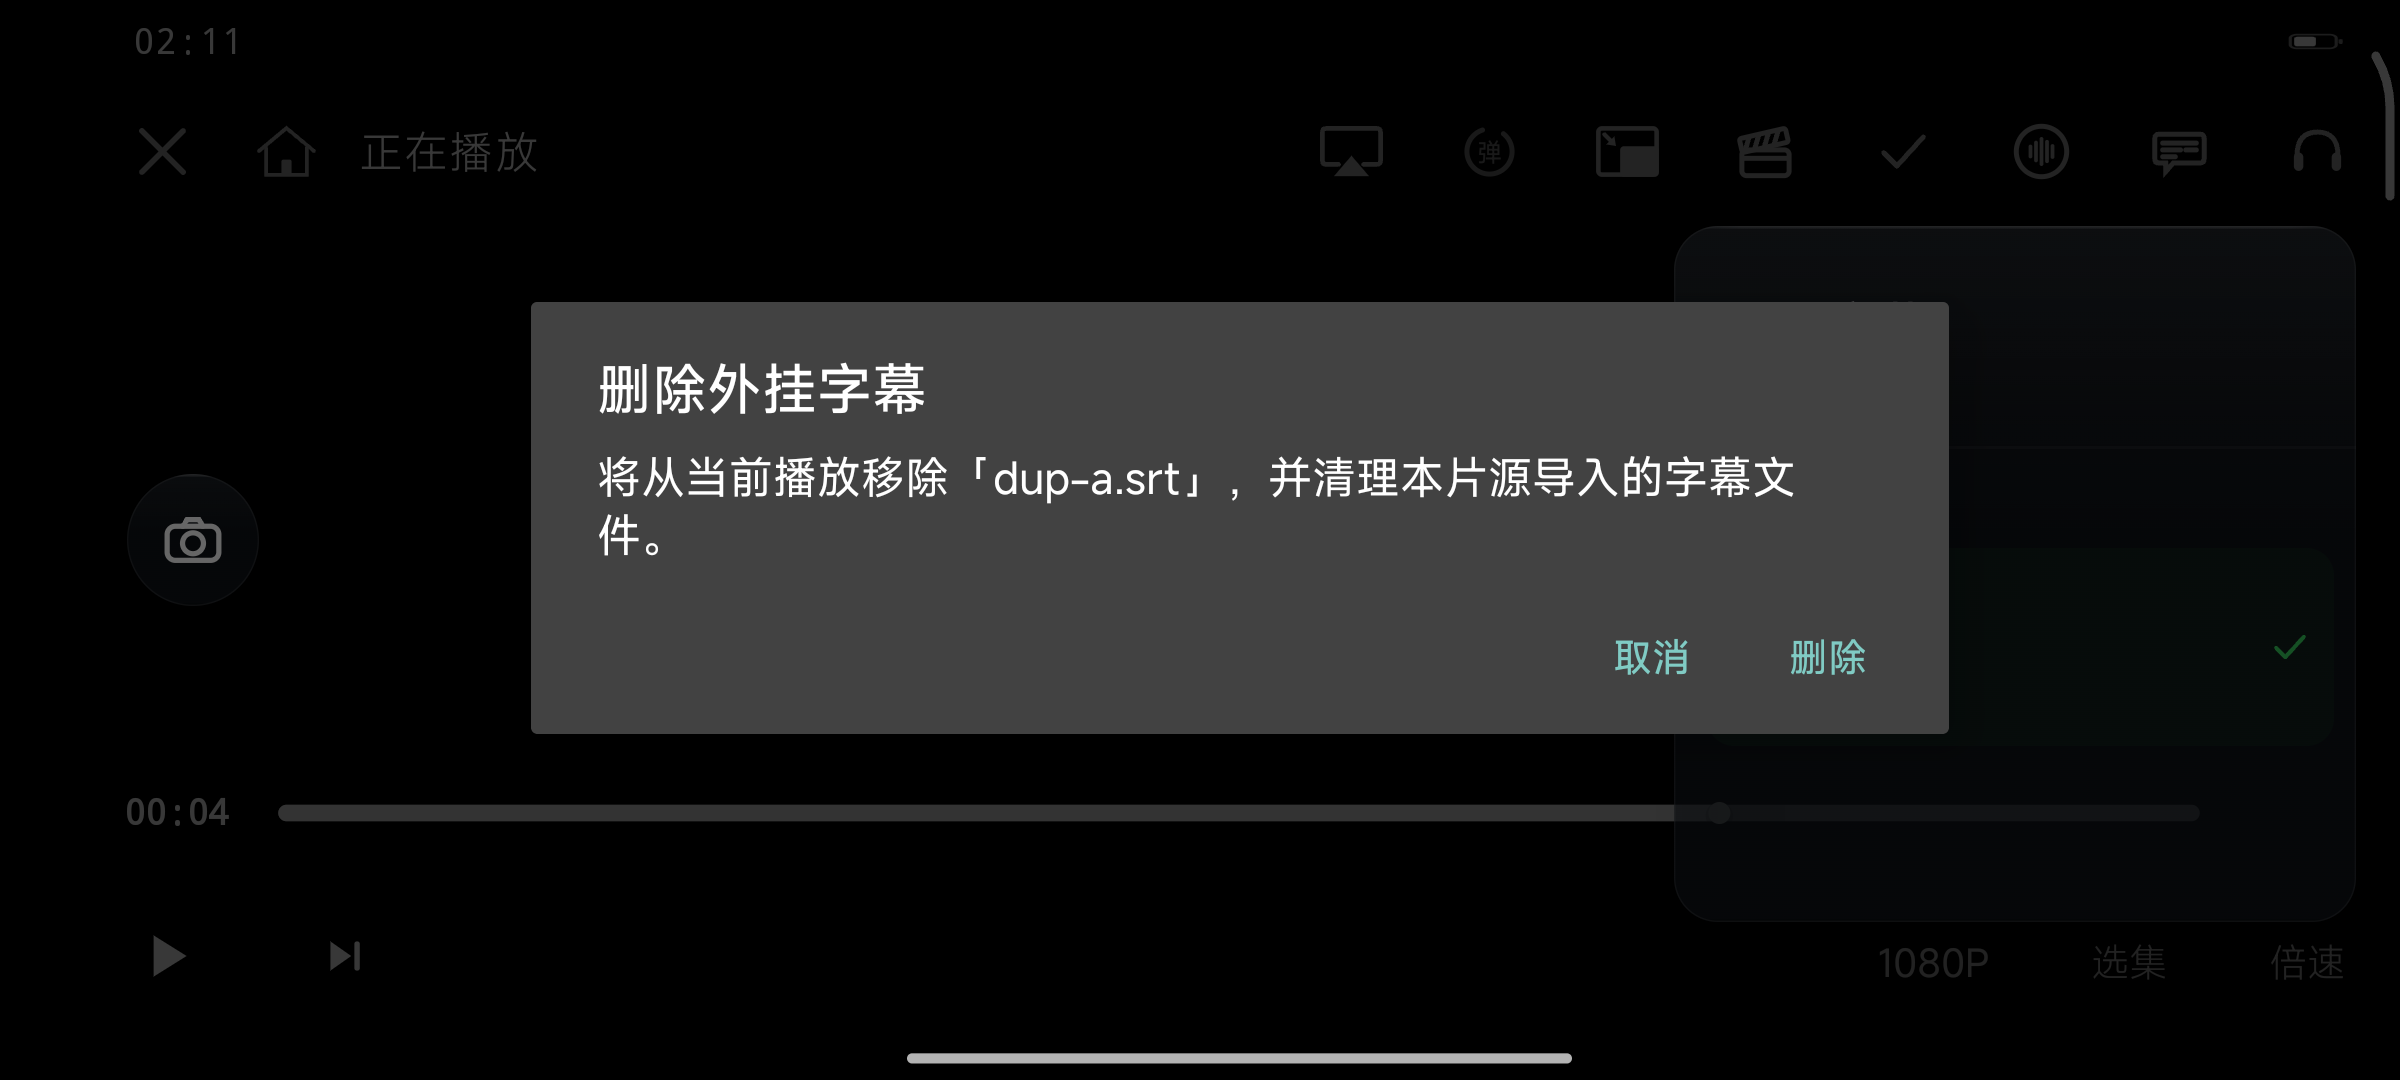 02:11
正在播放
弹
删除外挂字幕
将从当前播放移除「dup-a.srt」，并清理本片源导入的字幕文
件。
取消 删除
00:04
1080P 选集 倍速